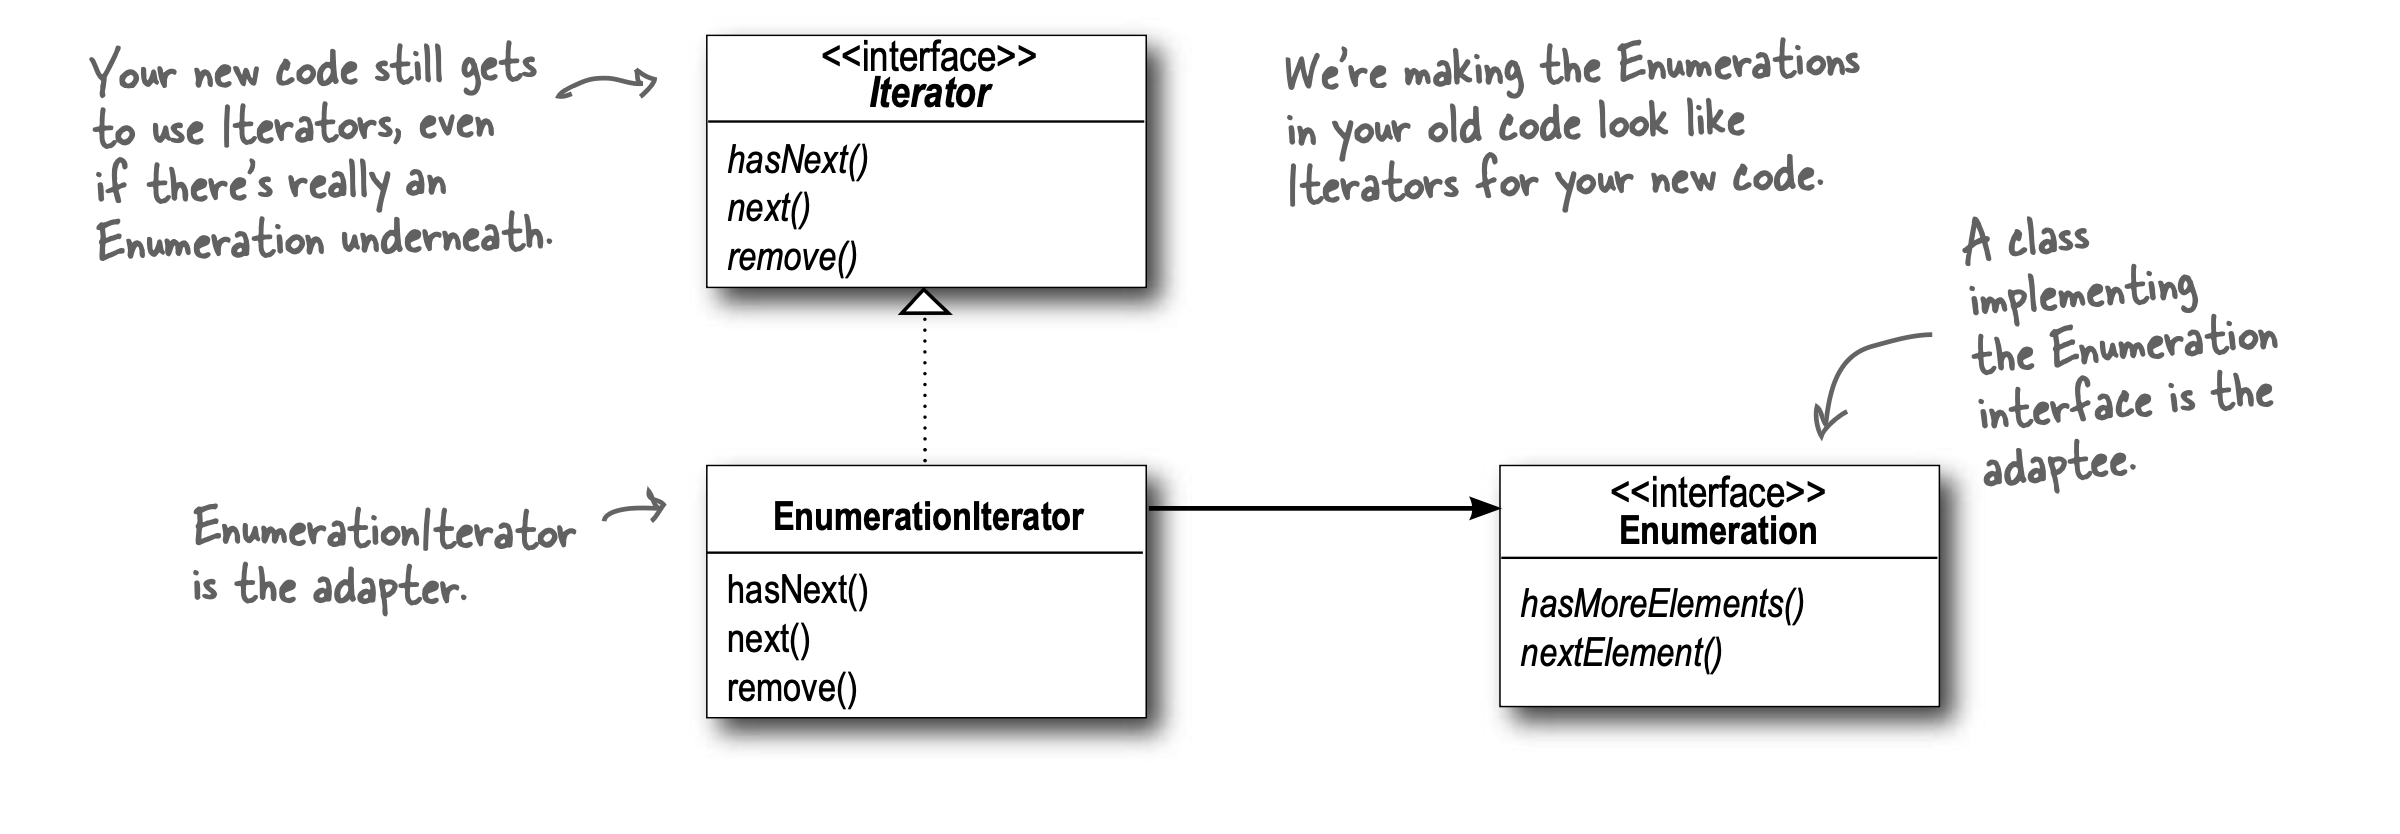 Your new code still gets
to use Iterators, even
if there's really an
Enumeration underneath.
<<interface>>
Iterator
hasNext()
next()
remove()
We're making the Enumerations
in your old code look like
Iterators for your new code.
A class
implementing
the Enumeration
interface is the
adaptee.
EnumerationIterator
is the adapter.
EnumerationIterator
hasNext()
next()
remove()
<<interface>>
Enumeration
hasMoreElements()
nextElement()